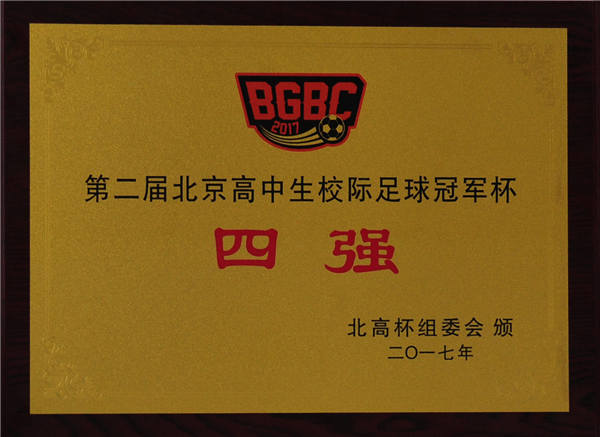 BGBC
2017
第二届北京高中生校际足球冠军杯
四 强
北高杯组委会 颁
二〇一七年